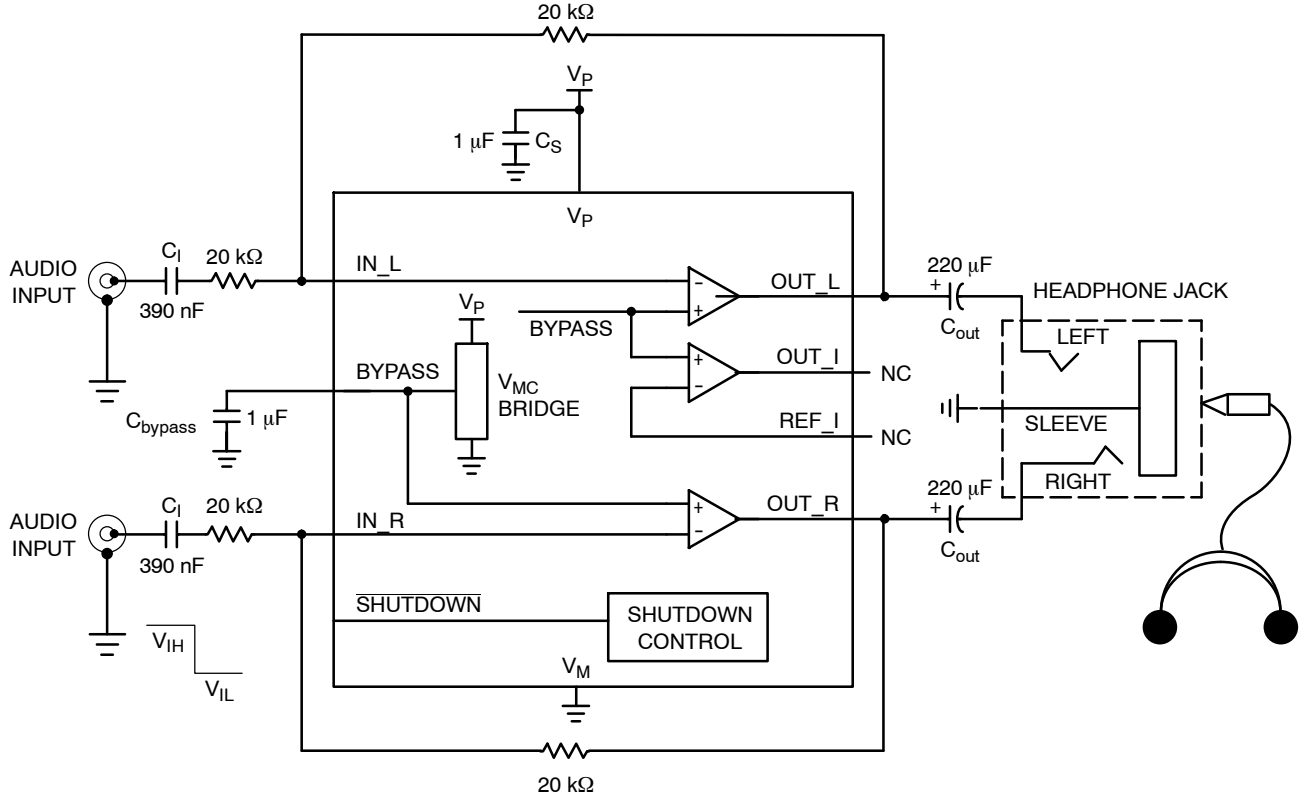 20 kΩ
V_P
1 μF
C_S
V_P
C_I
20 kΩ
AUDIO
INPUT
390 nF
IN_L
OUT_L
220 μF
+
C_out
HEADPHONE JACK
V_P
BYPASS
LEFT
BYPASS
V_MC
BRIDGE
OUT_I
NC
C_bypass
1 μF
REF_I
NC
SLEEVE
RIGHT
C_I
20 kΩ
AUDIO
INPUT
390 nF
IN_R
OUT_R
220 μF
+
C_out
SHUTDOWN
SHUTDOWN
CONTROL
V_IH
V_IL
V_M
20 kΩ